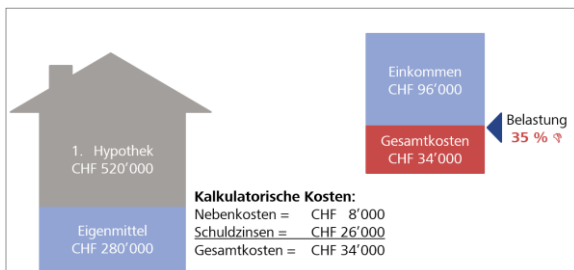 1. Hypothek
CHF 520’000
Eigenmittel
CHF 280’000
Kalkulatorische Kosten:
Nebenkosten = CHF 8’000
Schuldzinsen = CHF 26’000
Gesamtkosten = CHF 34’000
Einkommen
CHF 96’000
Gesamtkosten
CHF 34’000
Belastung
35 %